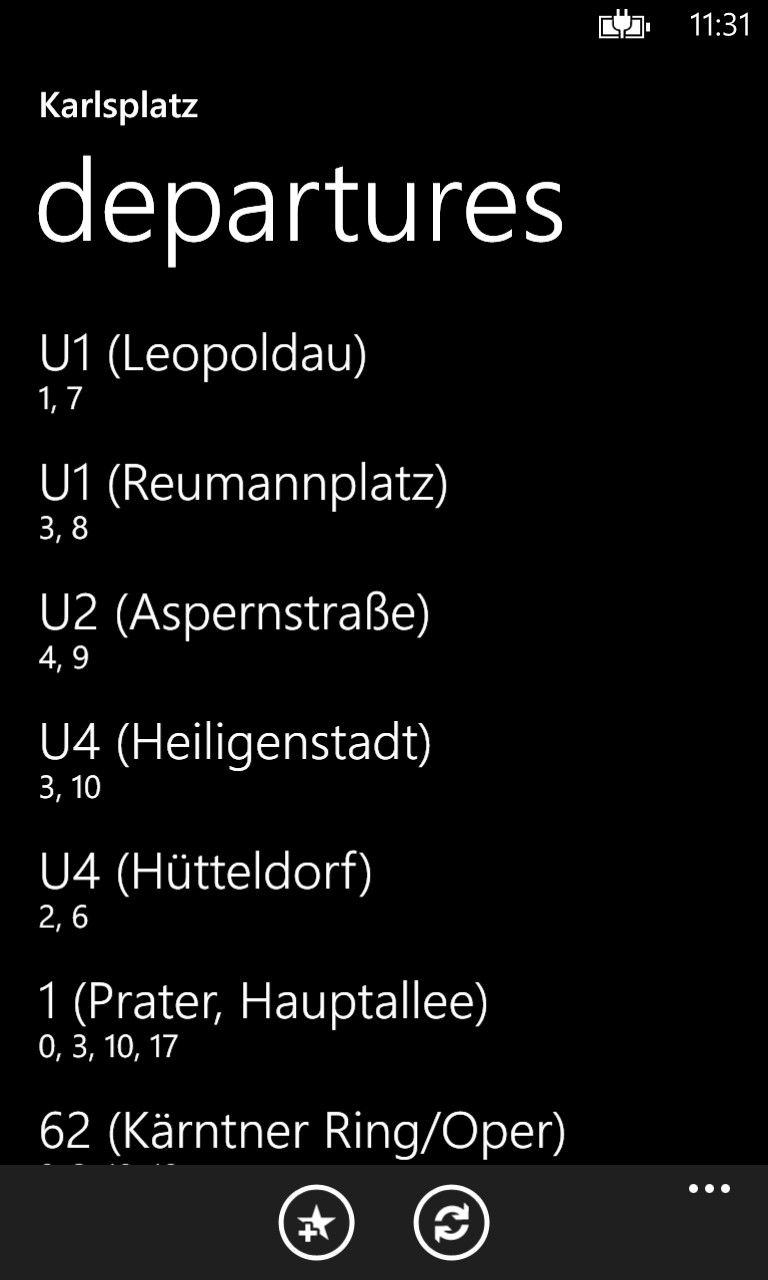 11:31
Karlsplatz
departures
U1 (Leopoldau)
1, 7
U1 (Reumannplatz)
3, 8
U2 (Aspernstraße)
4, 9
U4 (Heiligenstadt)
3, 10
U4 (Hütteldorf)
2, 6
1 (Prater, Hauptallee)
0, 3, 10, 17
62 (Kärntner Ring/Oper)